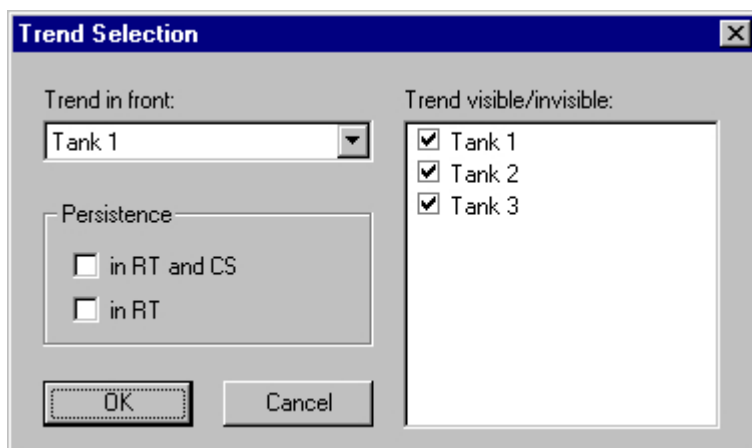 Trend Selection
Trend in front:
Tank 1
Persistence
in RT and CS
in RT
OK
Cancel
Trend visible/invisible:
Tank 1
Tank 2
Tank 3